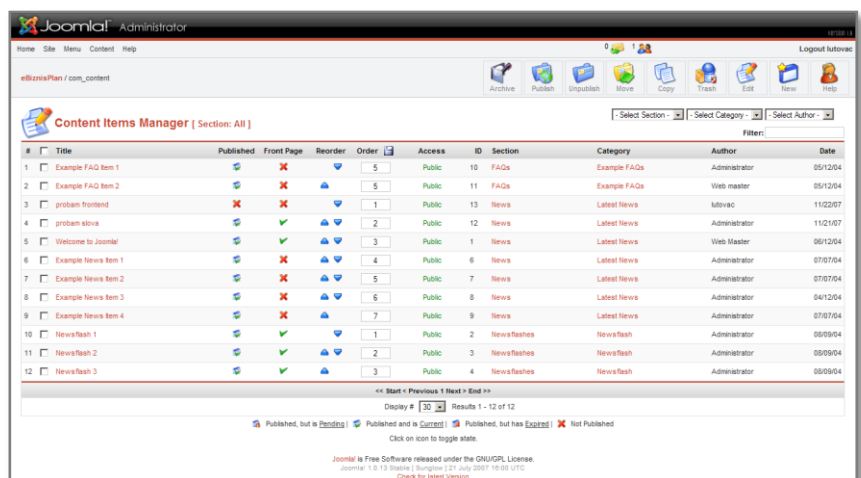 Joomla! Administrator
Home Site Menu Content Help 0 1 Logout lutovac
eBiznisPlan / com_content
Archive Publish Unpublish Move Copy Trash Edit New Help
Content Items Manager [ Section: All ] - Select Section - - Select Category - - Select Author -
Filter:
# Title Published Front Page Reorder Order Access ID Section Category Author Date
1 Example FAQ Item 1 5 Public 10 FAQs Example FAQs Administrator 05/12/04
2 Example FAQ Item 2 5 Public 11 FAQs Example FAQs Web master 05/12/04
3 probam frontend 1 Public 13 News Latest News lutovac 11/22/07
4 probam slova 2 Public 12 News Latest News Administrator 11/21/07
5 Welcome to Joomla! 3 Public 1 News Latest News Web Master 06/12/04
6 Example News Item 1 4 Public 6 News Latest News Administrator 07/07/04
7 Example News Item 2 5 Public 7 News Latest News Administrator 07/07/04
8 Example News Item 3 6 Public 8 News Latest News Administrator 04/12/04
9 Example News Item 4 7 Public 9 News Latest News Administrator 07/07/04
10 Newsflash 1 1 Public 2 Newsflashes Newsflash Administrator 08/09/04
11 Newsflash 2 2 Public 3 Newsflashes Newsflash Administrator 08/09/04
12 Newsflash 3 3 Public 4 Newsflashes Newsflash Administrator 08/09/04
<< Start < Previous 1 Next > End >>
Display # 30 Results 1 - 12 of 12
Published, but is Pending | Published and is Current | Published, but has Expired | Not Published
Click on icon to toggle state.
Joomla! is Free Software released under the GNU/GPL License.
Joomla! 1.0.13 Stable [ Sunglow ] 21 July 2007 16:00 UTC
Check for latest Version